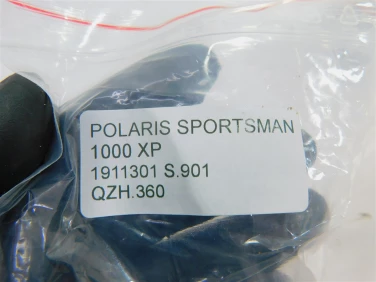 POLARIS SPORTSMAN
1000 XP
1911301 S.901
QZH.360